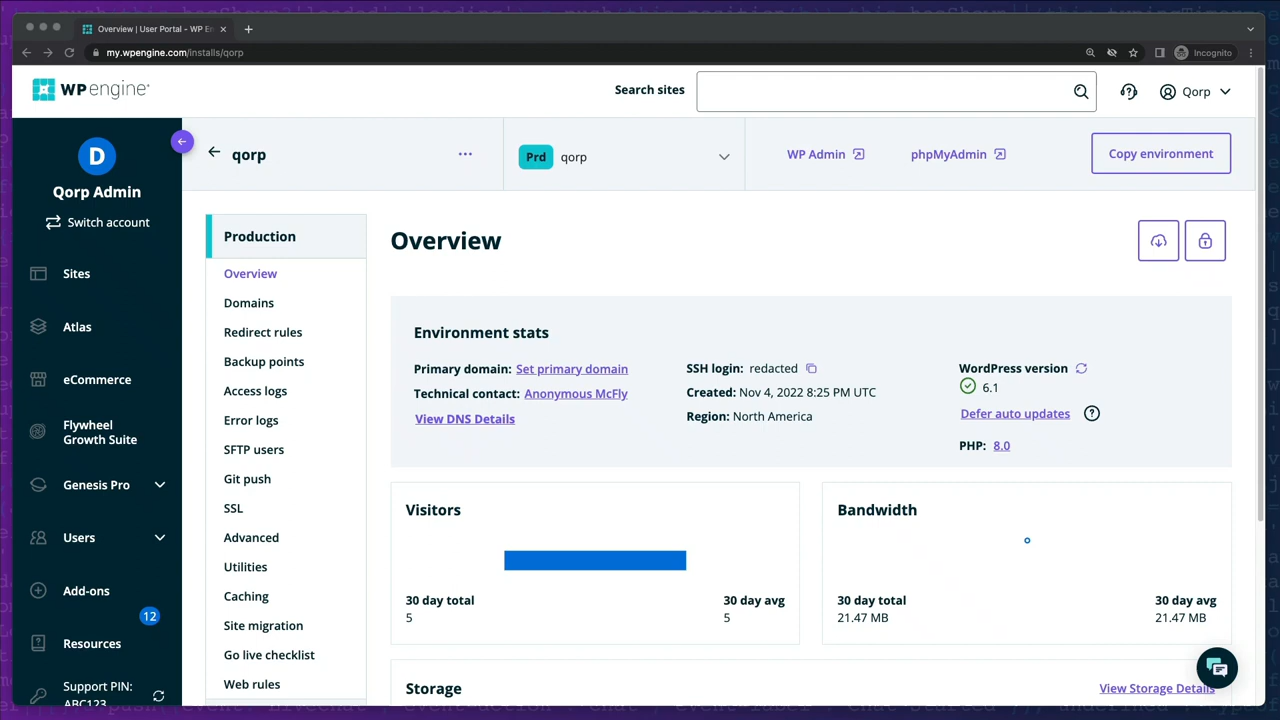 Overview | User Portal - WP En
my.wpengine.com/installs/qorp
Incognito
WP engine
Search sites
Qorp
D
Qorp Admin
Switch account
Sites
Atlas
eCommerce
Flywheel
Growth Suite
Genesis Pro
Users
Add-ons
12
Resources
Support PIN:
ABC123
qorp
Prd qorp
WP Admin
phpMyAdmin
Copy environment
Production
Overview
Domains
Redirect rules
Backup points
Access logs
Error logs
SFTP users
Git push
SSL
Advanced
Utilities
Caching
Site migration
Go live checklist
Web rules
Overview
Environment stats
Primary domain: Set primary domain
Technical contact: Anonymous McFly
View DNS Details
SSH login: redacted
Created: Nov 4, 2022 8:25 PM UTC
Region: North America
WordPress version
6.1
Defer auto updates
PHP: 8.0
Visitors
30 day total
5
30 day avg
5
Bandwidth
30 day total
21.47 MB
30 day avg
21.47 MB
Storage
View Storage Details